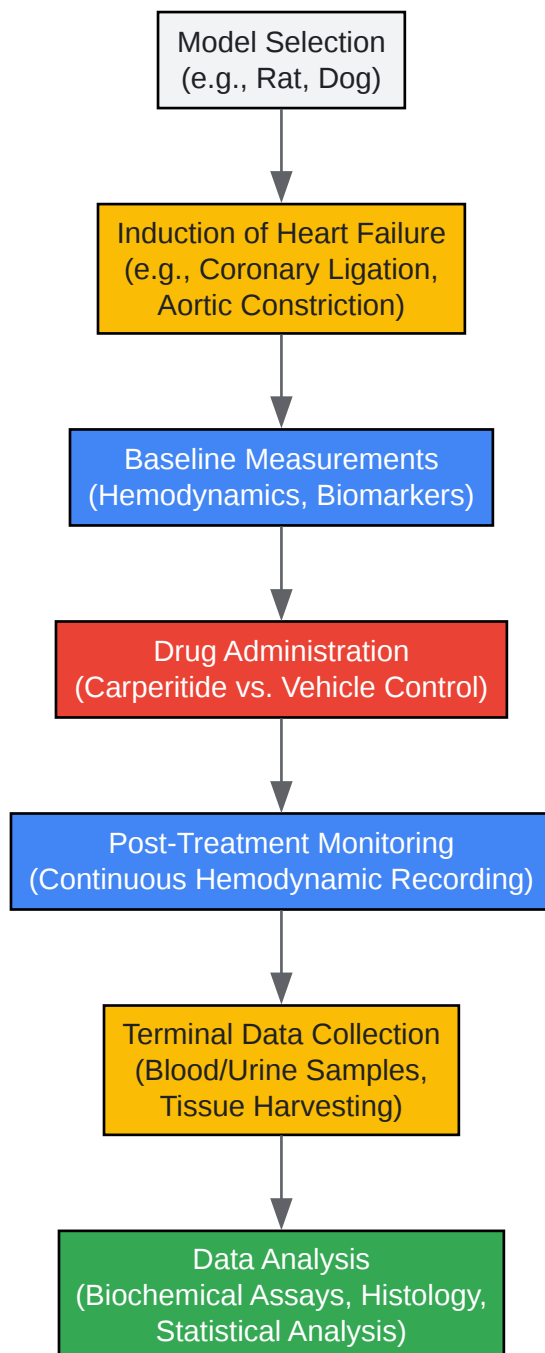 Model Selection
(e.g., Rat, Dog)
Induction of Heart Failure
(e.g., Coronary Ligation,
Aortic Constriction)
Baseline Measurements
(Hemodynamics, Biomarkers)
Drug Administration
(Carperitide vs. Vehicle Control)
Post-Treatment Monitoring
(Continuous Hemodynamic Recording)
Terminal Data Collection
(Blood/Urine Samples,
Tissue Harvesting)
Data Analysis
(Biochemical Assays, Histology,
Statistical Analysis)